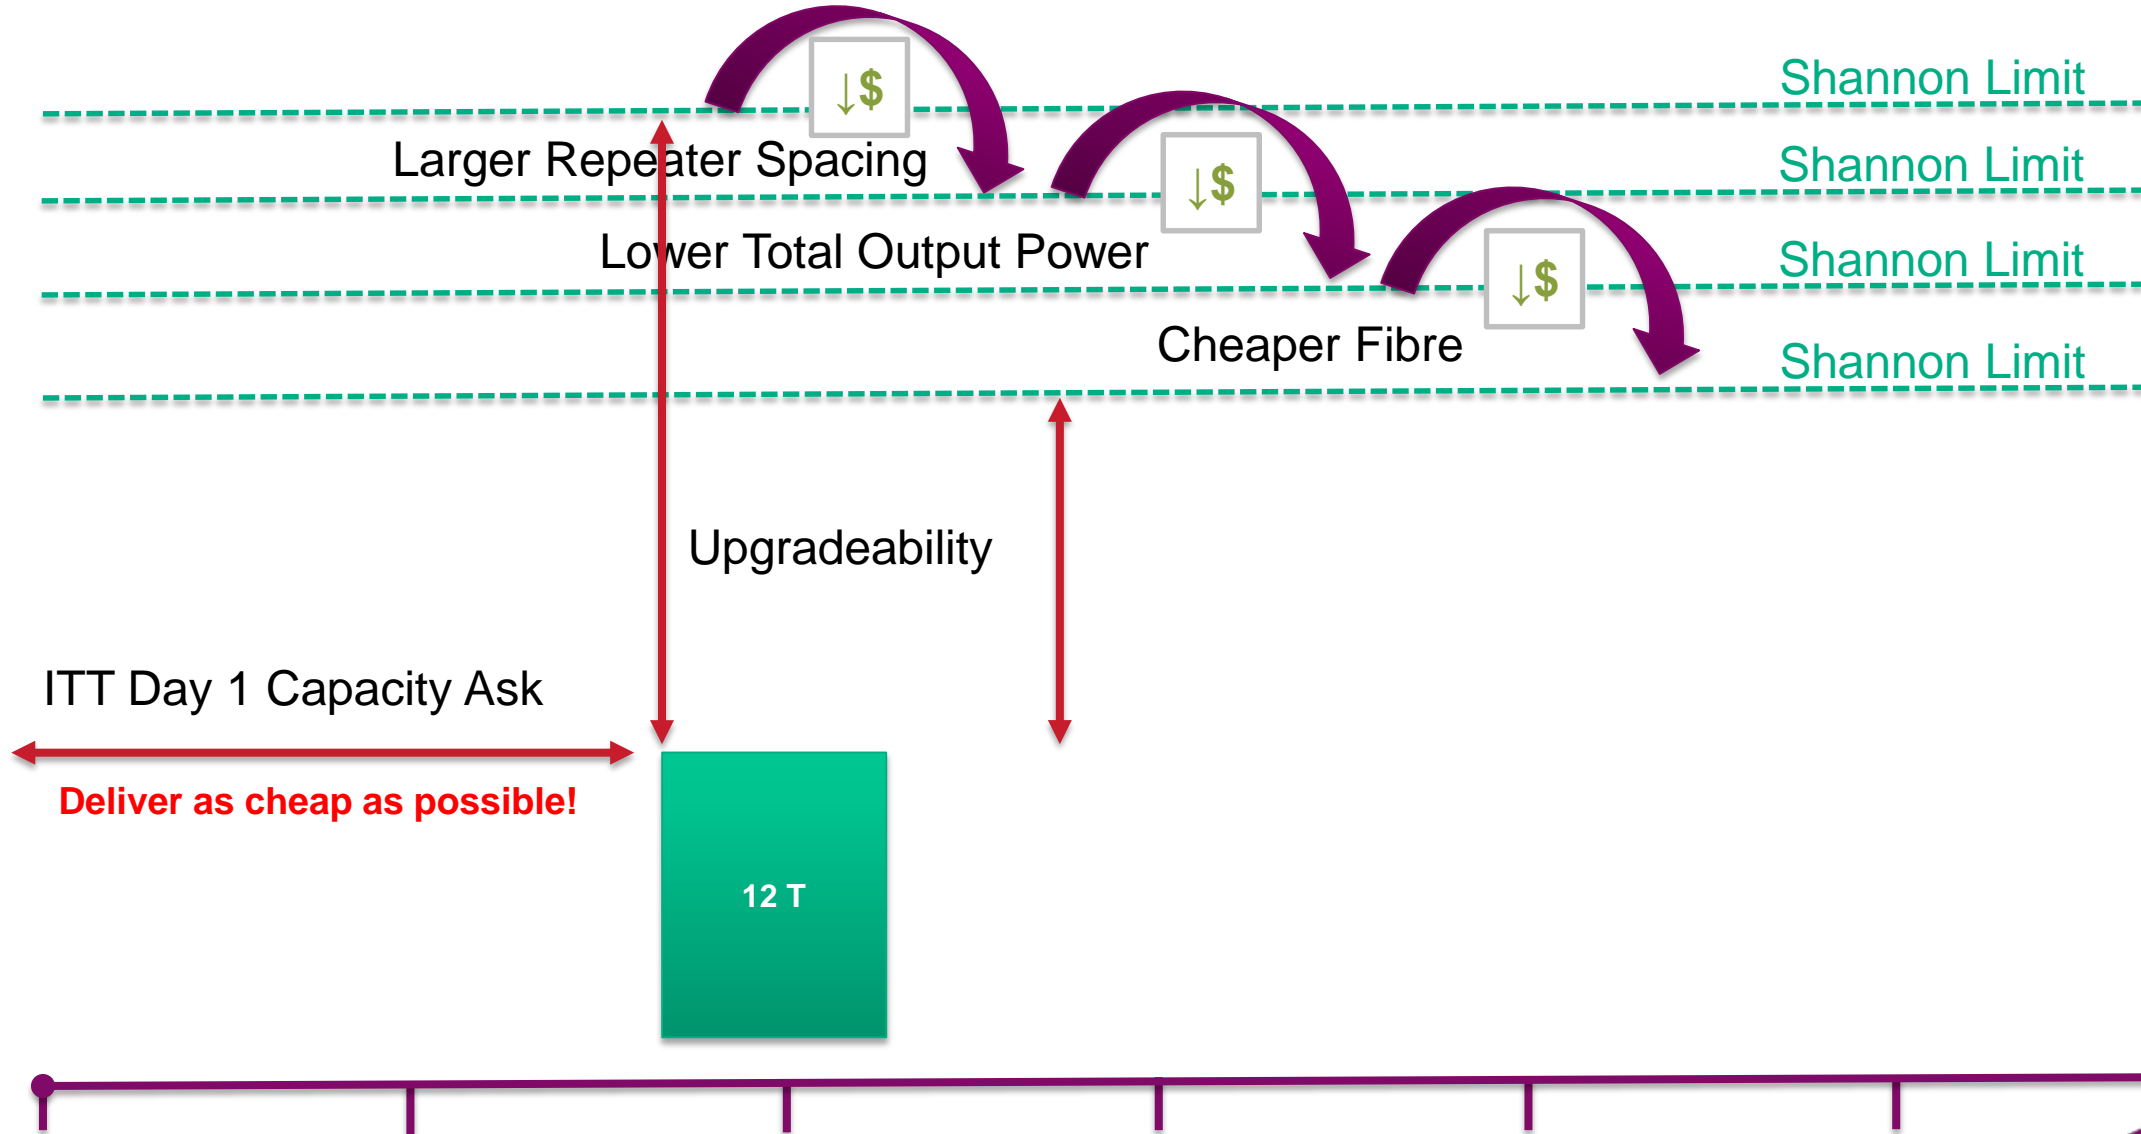 ↓$
Shannon Limit
Larger Repeater Spacing
↓$
Shannon Limit
Lower Total Output Power
↓$
Shannon Limit
Cheaper Fibre
Shannon Limit
Upgradeability
ITT Day 1 Capacity Ask
Deliver as cheap as possible!
12 T